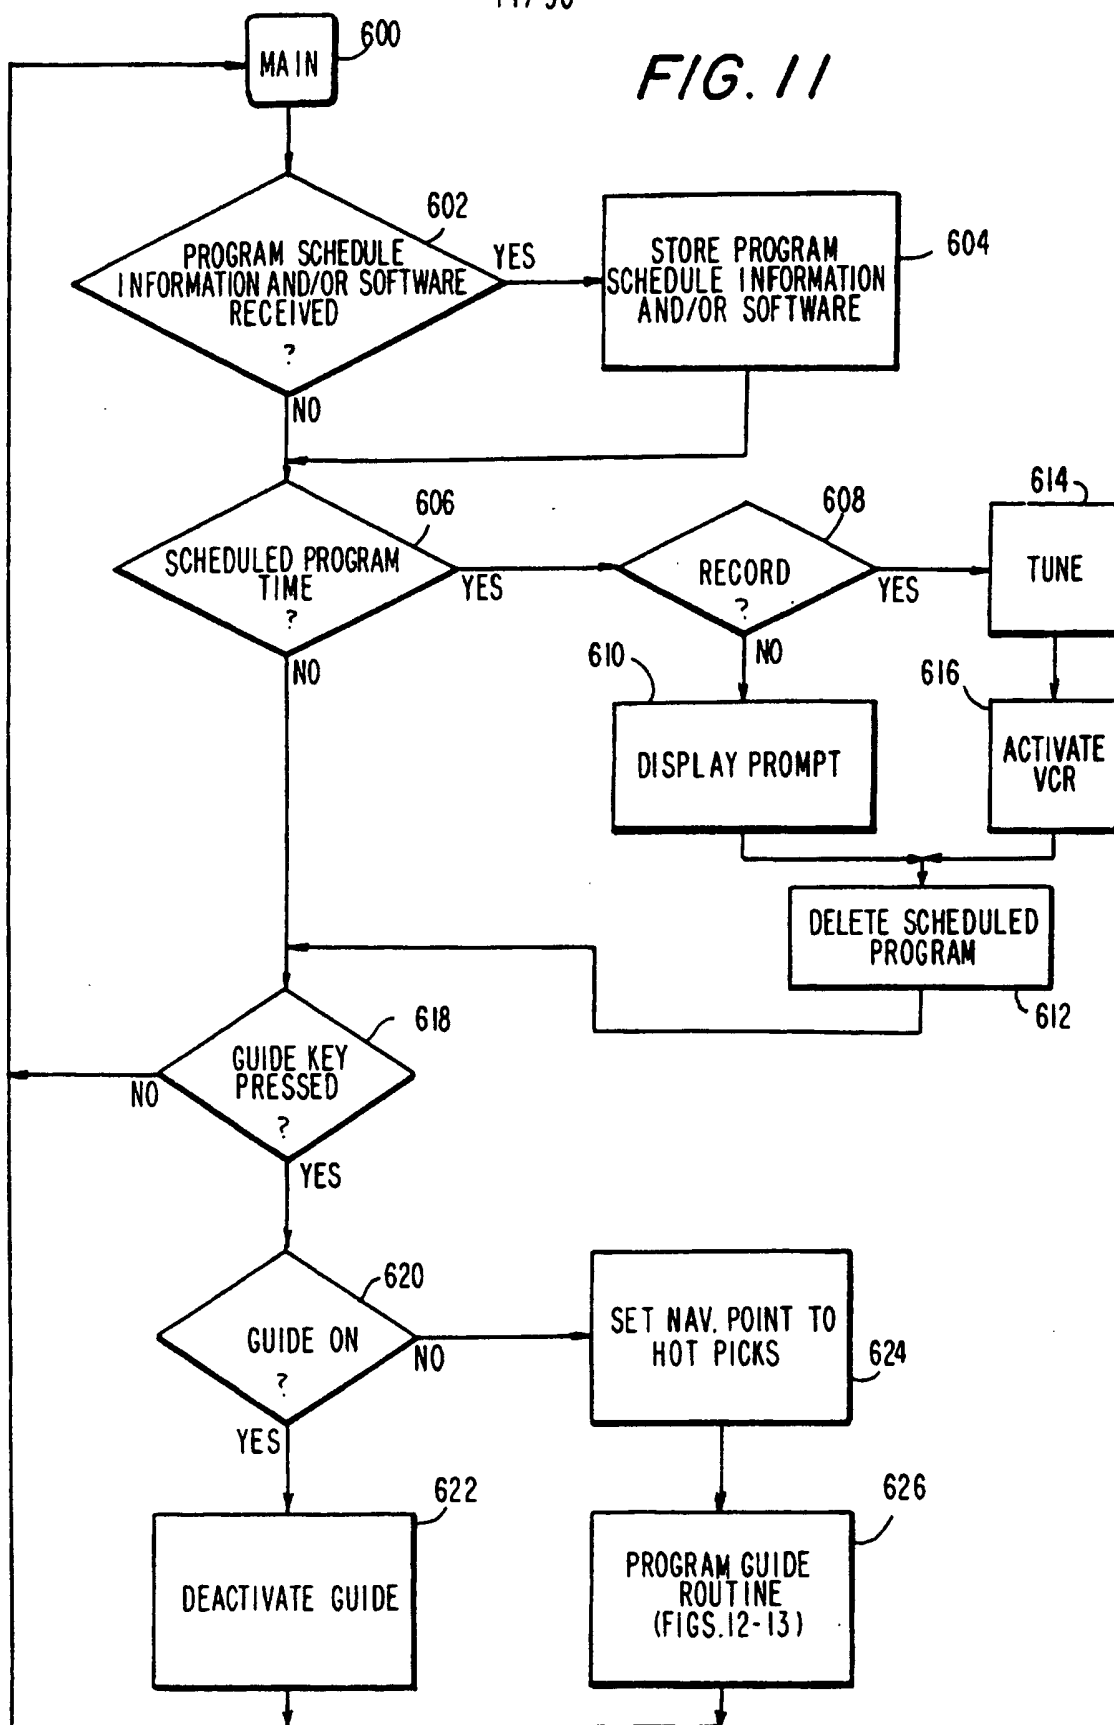 600
MAIN
FIG. 11
602
PROGRAM SCHEDULE
INFORMATION AND/OR SOFTWARE
RECEIVED
?
YES
NO
STORE PROGRAM
SCHEDULE INFORMATION
AND/OR SOFTWARE
604
606
SCHEDULED PROGRAM
TIME
?
YES
NO
608
RECORD
?
YES
NO
614
TUNE
610
DISPLAY PROMPT
616
ACTIVATE
VCR
DELETE SCHEDULED
PROGRAM
612
618
GUIDE KEY
PRESSED
?
NO
YES
620
GUIDE ON
?
NO
YES
SET NAV. POINT TO
HOT PICKS
624
622
DEACTIVATE GUIDE
626
PROGRAM GUIDE
ROUTINE
(FIGS.12-13)